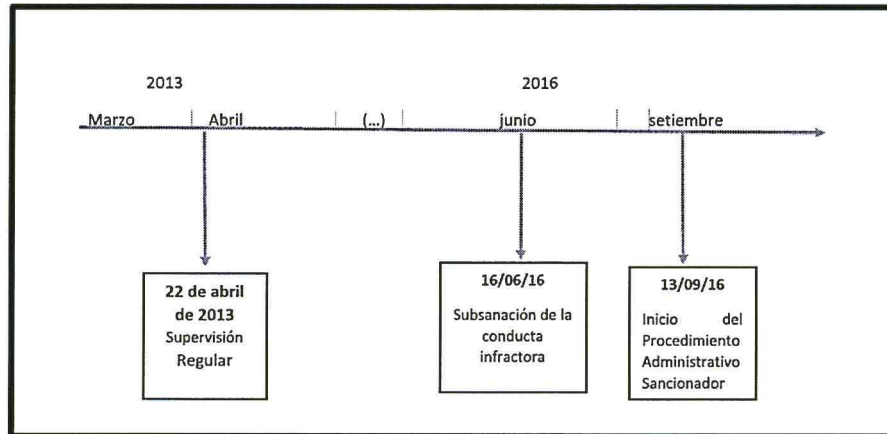 2013 2016
Marzo Abril (...) junio setiembre
22 de abril
de 2013
Supervisión
Regular
16/06/16
Subsanación de la
conducta
infractora
13/09/16
Inicio del
Procedimiento
Administrativo
Sancionador